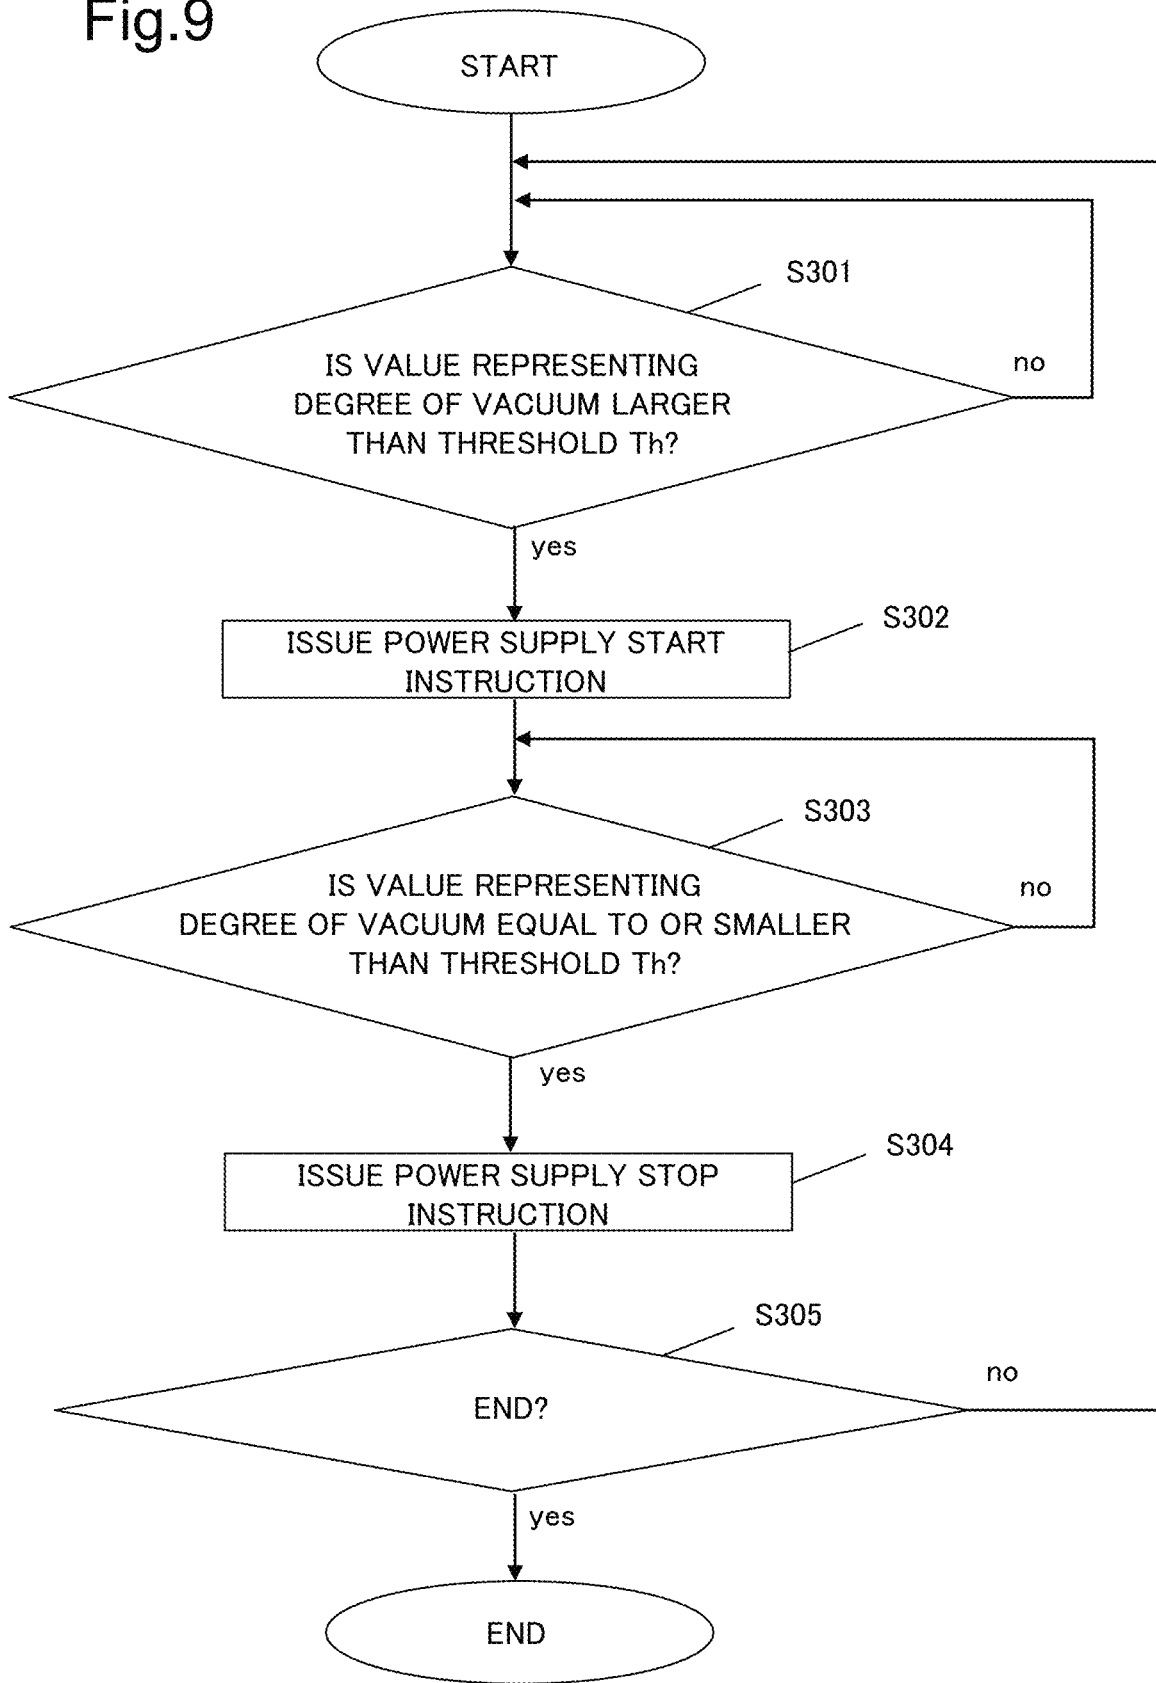 Fig.9
START
S301
IS VALUE REPRESENTING
DEGREE OF VACUUM LARGER
THAN THRESHOLD Th?
no
yes
S302
ISSUE POWER SUPPLY START
INSTRUCTION
S303
IS VALUE REPRESENTING
DEGREE OF VACUUM EQUAL TO OR SMALLER
THAN THRESHOLD Th?
no
yes
S304
ISSUE POWER SUPPLY STOP
INSTRUCTION
S305
END?
no
yes
END